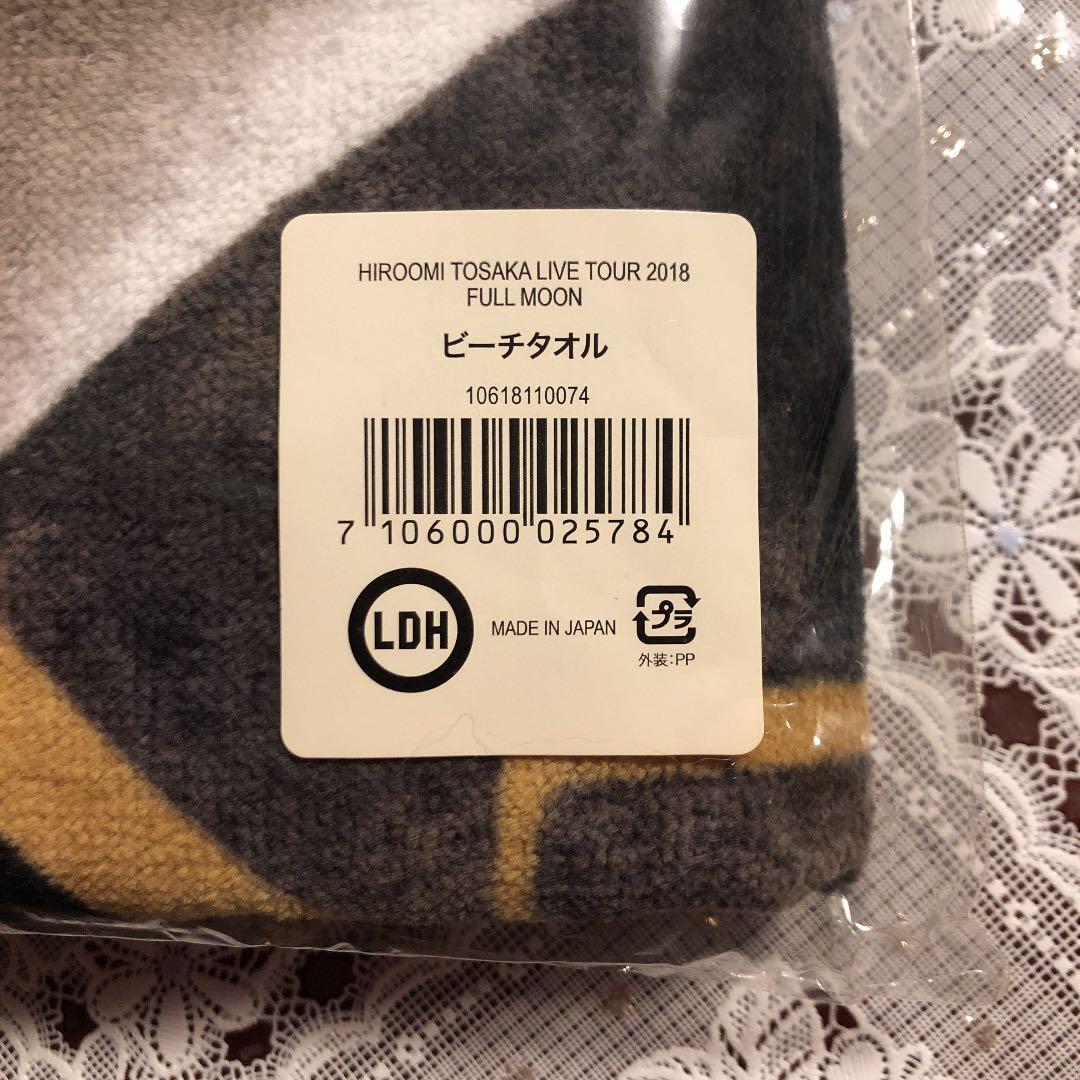 HIROOMI TOSAKA LIVE TOUR 2018
FULL MOON
ビーチタオル
10618110074
7 106000 025784
LDH
MADE IN JAPAN
プラ
外装:PP